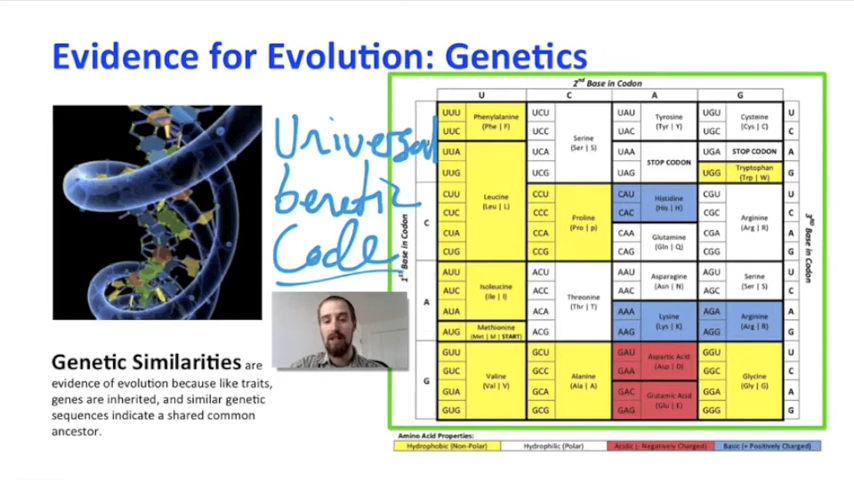 Evidence for Evolution: Genetics
Universal
Genetic
Code
Genetic Similarities are
evidence of evolution because like traits,
genes are inherited, and similar genetic
sequences indicate a shared common
ancestor.
2nd Base in Codon
U C A G
1st Base in Codon
3rd Base in Codon
U
UUU Phenylalanine (Phe | F) UCU Serine (Ser | S) UAU Tyrosine (Tyr | Y) UGU Cysteine (Cys | C) U
UUC UCC UAC UGC C
UUA Leucine (Leu | L) UCA UAA STOP CODON UGA STOP CODON A
UUG UCG UAG UGG Tryptophan (Trp | W) G
C
CUU CCU Proline (Pro | p) CAU Histidine (His | H) CGU Arginine (Arg | R) U
CUC CCC CAC CGC C
CUA CCA CAA Glutamine (Gln | Q) CGA A
CUG CCG CAG CGG G
A
AUU Isoleucine (Ile | I) ACU Threonine (Thr | T) AAU Asparagine (Asn | N) AGU Serine (Ser | S) U
AUC ACC AAC AGC C
AUA ACA AAA Lysine (Lys | K) AGA Arginine (Arg | R) A
AUG Methionine (Met | M | START) ACG AAG AGG G
G
GUU Valine (Val | V) GCU Alanine (Ala | A) GAU Aspartic Acid (Asp | D) GGU Glycine (Gly | G) U
GUC GCC GAA GGC C
GUA GCA GAC Glutamic Acid (Glu | E) GGA A
GUG GCG GAG GGG G
Amino Acid Properties:
Hydrophobic (Non-Polar) Hydrophilic (Polar) Acidic (- Negatively Charged) Basic (+ Positively Charged)